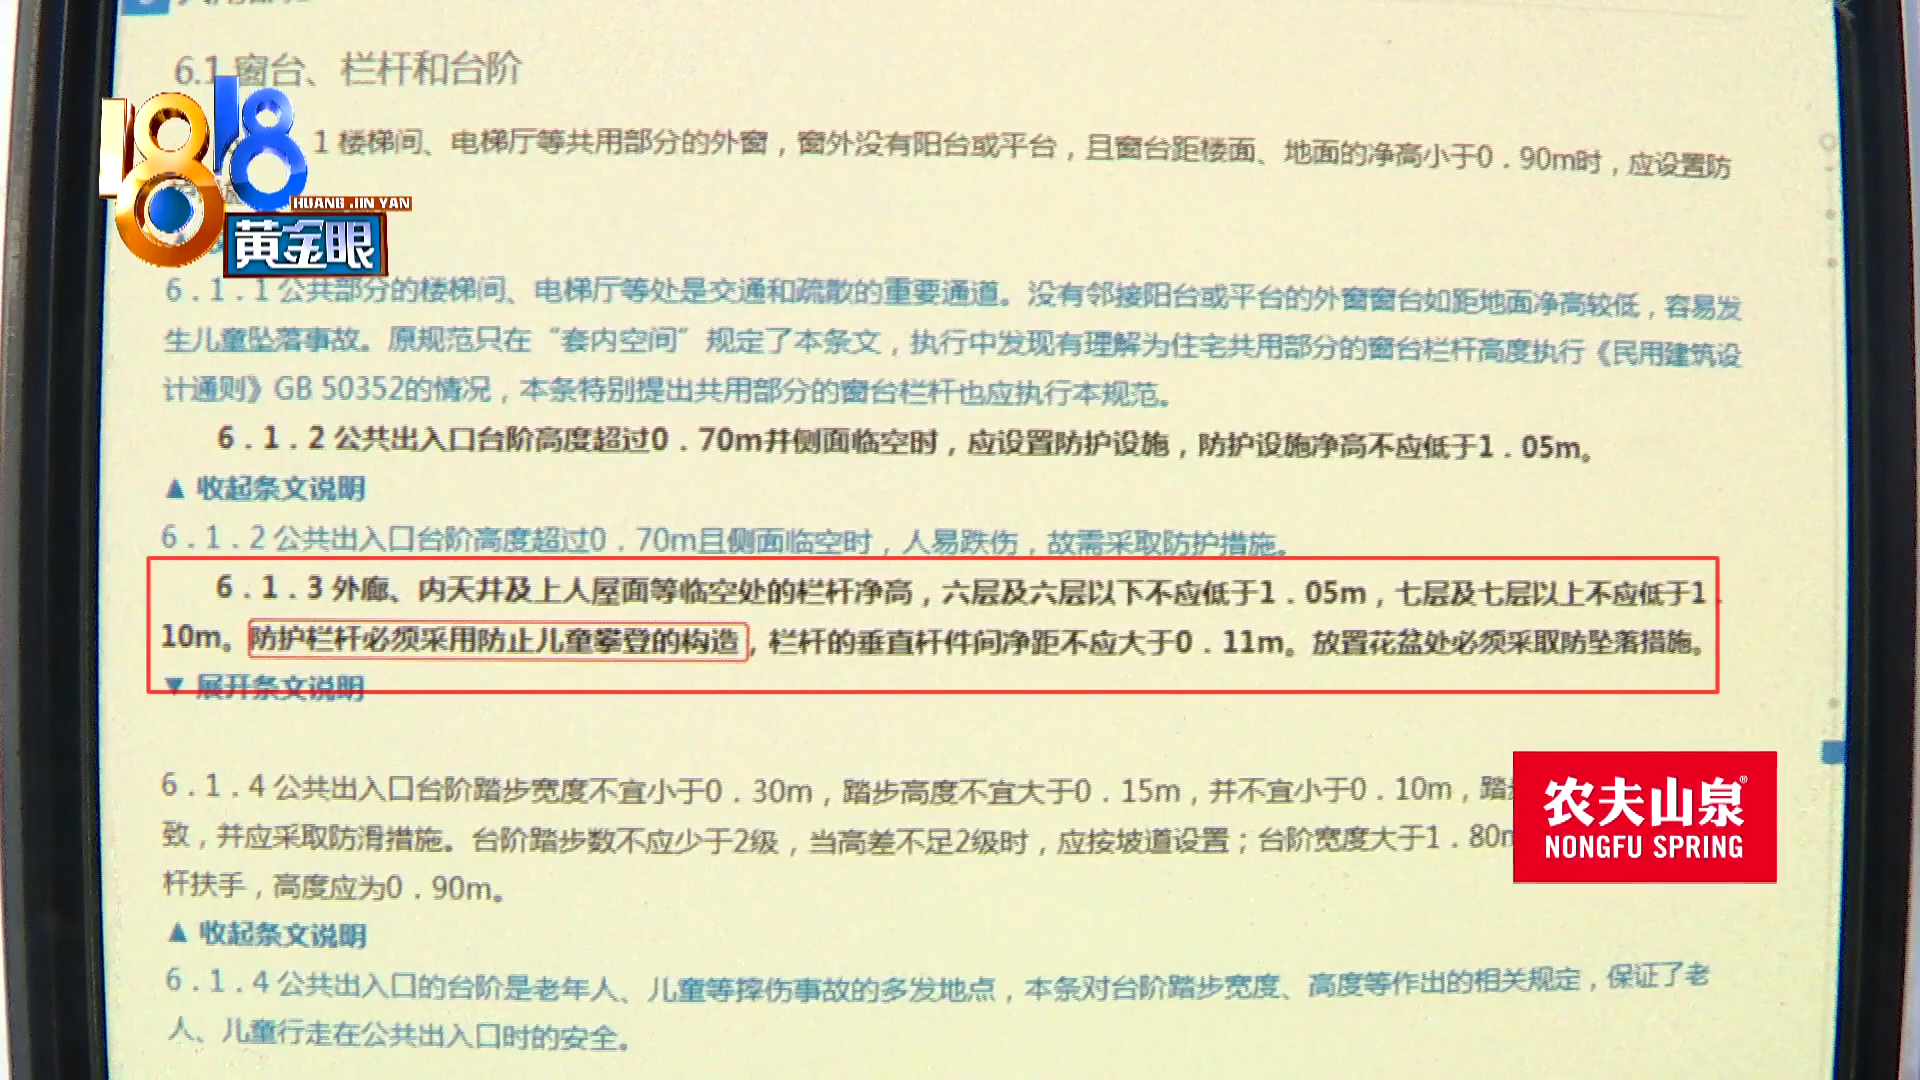 6.1 窗台、栏杆和台阶
1 楼梯间、电梯厅等共用部分的外窗，窗外没有阳台或平台，且窗台距楼面、地面的净高小于0．90m时，应设置防
1818
HUANG JIN YAN
黄金眼
6．1．1 公共部分的楼梯间、电梯厅等处是交通和疏散的重要通道。没有邻接阳台或平台的外窗窗台如距地面净高较低，容易发
生儿童坠落事故。原规范只在“套内空间”规定了本条文，执行中发现有理解为住宅共用部分的窗台栏杆高度执行《民用建筑设
计通则》GB 50352的情况，本条特别提出共用部分的窗台栏杆也应执行本规范。
6．1．2 公共出入口台阶高度超过0．70m并侧面临空时，应设置防护设施，防护设施净高不应低于1．05m。
▲ 收起条文说明
6．1．2 公共出入口台阶高度超过0．70m且侧面临空时，人易跌伤，故需采取防护措施。
6．1．3 外廊、内天井及上人屋面等临空处的栏杆净高，六层及六层以下不应低于1．05m，七层及七层以上不应低于1．
10m。防护栏杆必须采用防止儿童攀登的构造，栏杆的垂直杆件间净距不应大于0．11m。放置花盆处必须采取防坠落措施。
▼ 展开条文说明
6．1．4 公共出入口台阶踏步宽度不宜小于0．30m，踏步高度不宜大于0．15m，并不宜小于0．10m，踏
致，并应采取防滑措施。台阶踏步数不应少于2级，当高差不足2级时，应按坡道设置；台阶宽度大于1．80m
杆扶手，高度应为0．90m。
农夫山泉®
NONGFU SPRING
▲ 收起条文说明
6．1．4 公共出入口的台阶是老年人、儿童等摔伤事故的多发地点，本条对台阶踏步宽度、高度等作出的相关规定，保证了老
人、儿童行走在公共出入口时的安全。